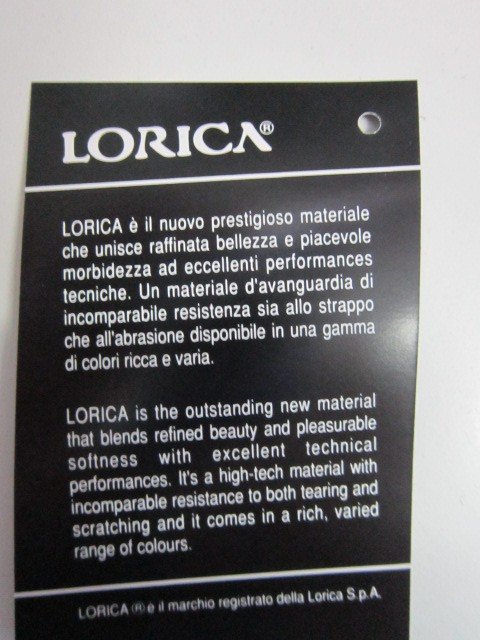 LORICA®
LORICA è il nuovo prestigioso materiale
che unisce raffinata bellezza e piacevole
morbidezza ad eccellenti performances
tecniche. Un materiale d'avanguardia di
incomparabile resistenza sia allo strappo
che all'abrasione disponibile in una gamma
di colori ricca e varia.
LORICA is the outstanding new material
that blends refined beauty and pleasurable
softness with excellent technical
performances. It's a high-tech material with
incomparable resistance to both tearing and
scratching and it comes in a rich, varied
range of colours.
LORICA ® è il marchio registrato della Lorica S.p.A.